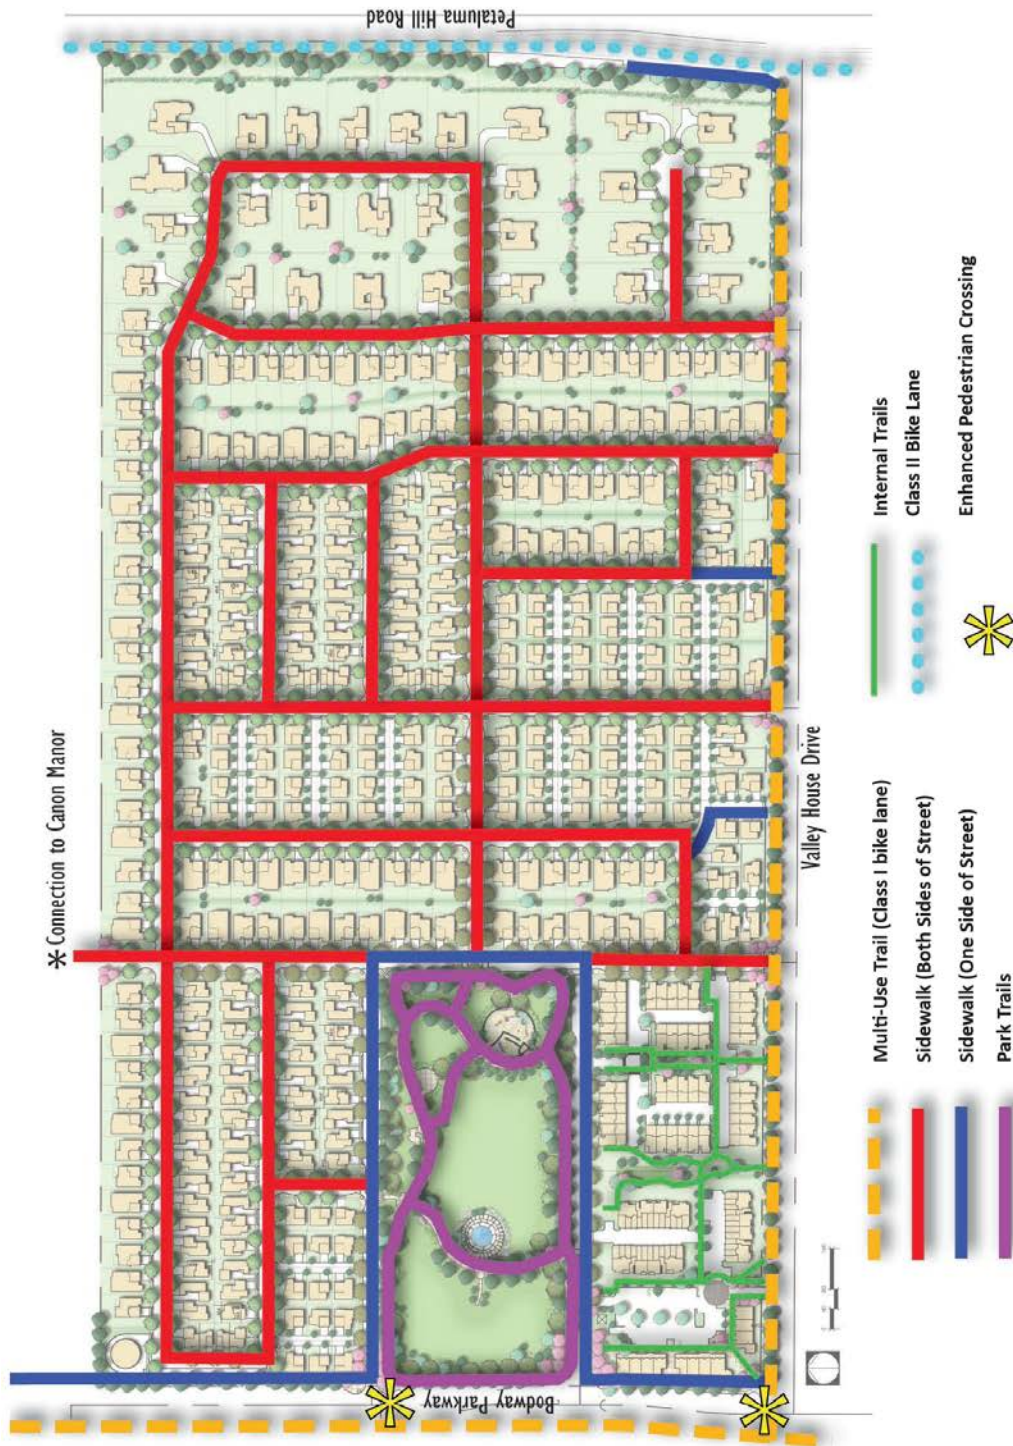 Petaluma Hill Road
* Connection to Canon Manor
Valley House Drive
Bodway Parkway
Multi-Use Trail (Class I bike lane)
Sidewalk (Both Sides of Street)
Sidewalk (One Side of Street)
Park Trails
Internal Trails
Class II Bike Lane
Enhanced Pedestrian Crossing